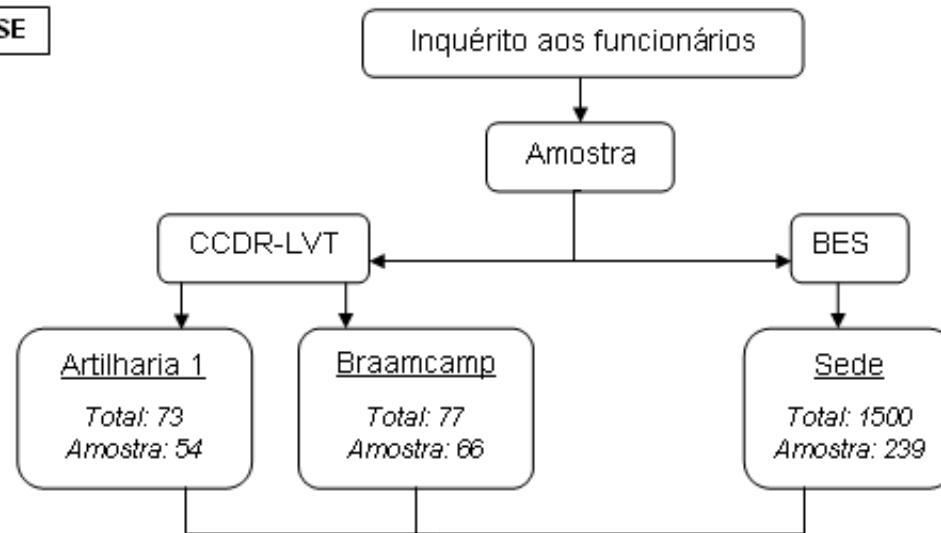 SE
Inquérito aos funcionários
Amostra
CCDR-LVT
BES
Artilharia 1
Total: 73
Amostra: 54
Braamcamp
Total: 77
Amostra: 66
Sede
Total: 1500
Amostra: 239